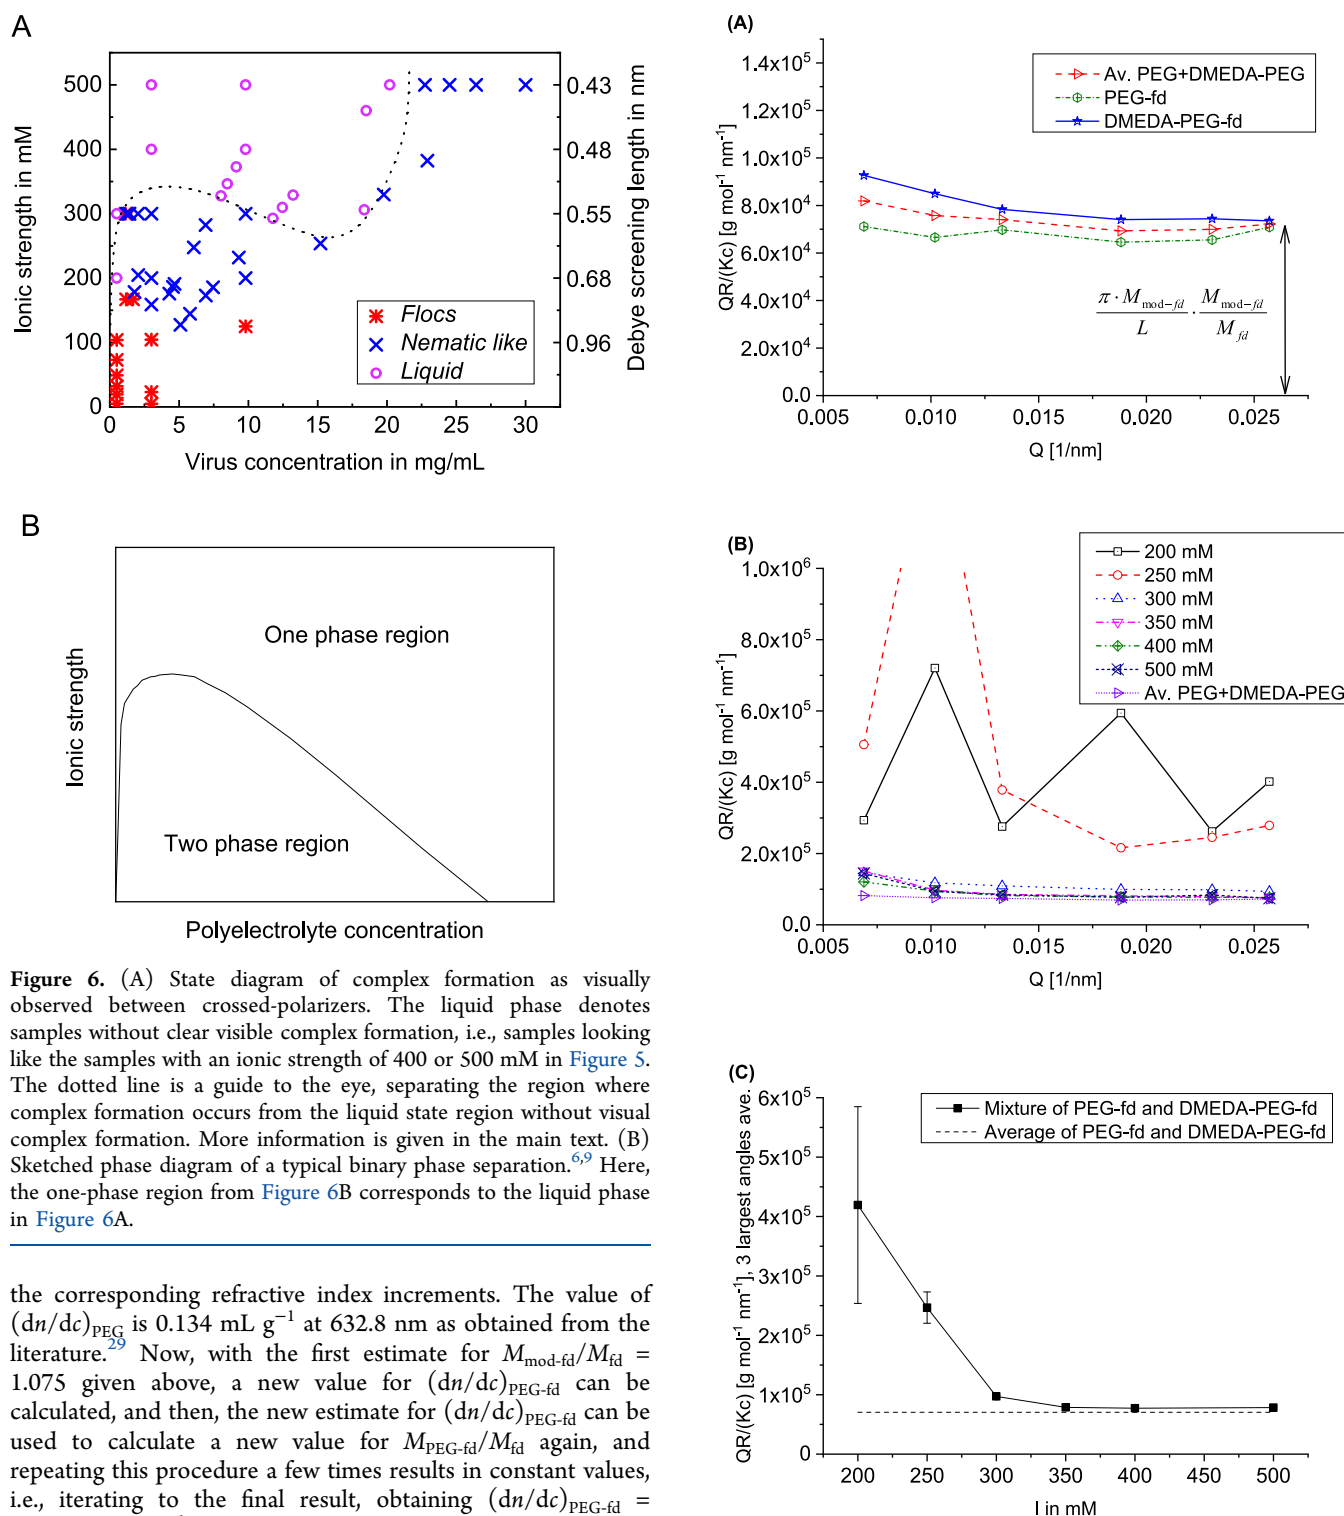 A
Ionic strength in mM
500
400
300
200
100
0
0 5 10 15 20 25 30
Virus concentration in mg/mL
0.43
0.48
0.55
0.68
0.96
Debye screening length in nm
Flocs
Nematic like
Liquid
B
Ionic strength
One phase region
Two phase region
Polyelectrolyte concentration
Figure 6. (A) State diagram of complex formation as visually
observed between crossed-polarizers. The liquid phase denotes
samples without clear visible complex formation, i.e., samples looking
like the samples with an ionic strength of 400 or 500 mM in Figure 5.
The dotted line is a guide to the eye, separating the region where
complex formation occurs from the liquid state region without visual
complex formation. More information is given in the main text. (B)
Sketched phase diagram of a typical binary phase separation.6,9 Here,
the one-phase region from Figure 6B corresponds to the liquid phase
in Figure 6A.
the corresponding refractive index increments. The value of
(dn/dc)PEG is 0.134 mL g−1 at 632.8 nm as obtained from the
literature.29 Now, with the first estimate for Mmod-fd/Mfd =
1.075 given above, a new value for (dn/dc)PEG-fd can be
calculated, and then, the new estimate for (dn/dc)PEG-fd can be
used to calculate a new value for MPEG-fd/Mfd again, and
repeating this procedure a few times results in constant values,
i.e., iterating to the final result, obtaining (dn/dc)PEG-fd =
(A)
QR/(Kc) [g mol-1 nm-1]
1.4x105
1.2x105
1.0x105
8.0x104
6.0x104
4.0x104
2.0x104
0.0
Av. PEG+DMEDA-PEG
PEG-fd
DMEDA-PEG-fd
π · Mmod−fd / L · Mmod−fd / Mfd
0.005 0.010 0.015 0.020 0.025
Q [1/nm]
(B)
QR/(Kc) [g mol-1 nm-1]
1.0x106
8.0x105
6.0x105
4.0x105
2.0x105
0.0
200 mM
250 mM
300 mM
350 mM
400 mM
500 mM
Av. PEG+DMEDA-PEG
0.005 0.010 0.015 0.020 0.025
Q [1/nm]
(C)
QR/(Kc) [g mol-1 nm-1], 3 largest angles ave.
6x105
5x105
4x105
3x105
2x105
1x105
0
Mixture of PEG-fd and DMEDA-PEG-fd
Average of PEG-fd and DMEDA-PEG-fd
200 250 300 350 400 450 500
I in mM